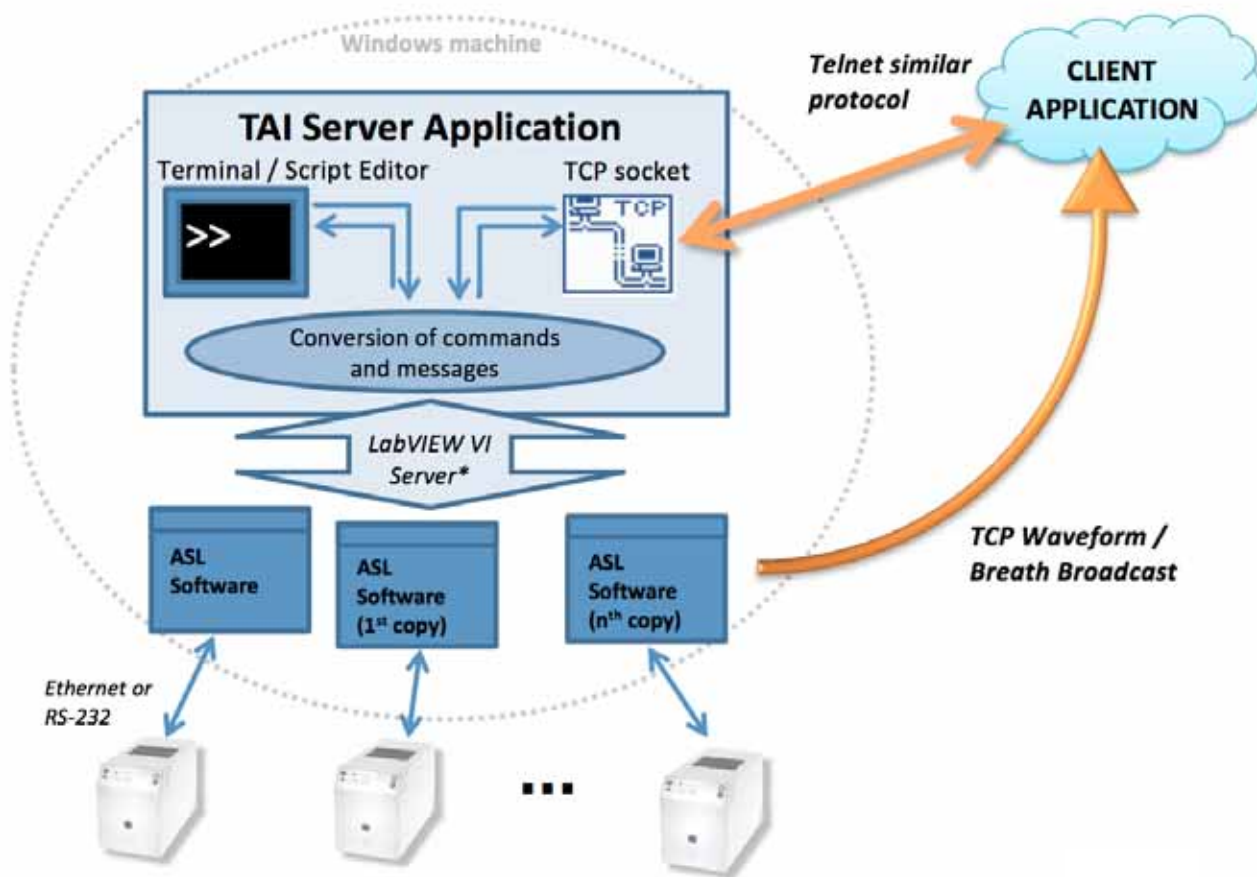 Windows machine
TAI Server Application
Terminal / Script Editor
TCP socket
>>
TCP
Conversion of commands
and messages
LabVIEW VI
Server*
ASL
Software
ASL
Software
(1st copy)
ASL
Software
(nth copy)
Ethernet or
RS-232
...
Telnet similar
protocol
CLIENT
APPLICATION
TCP Waveform /
Breath Broadcast